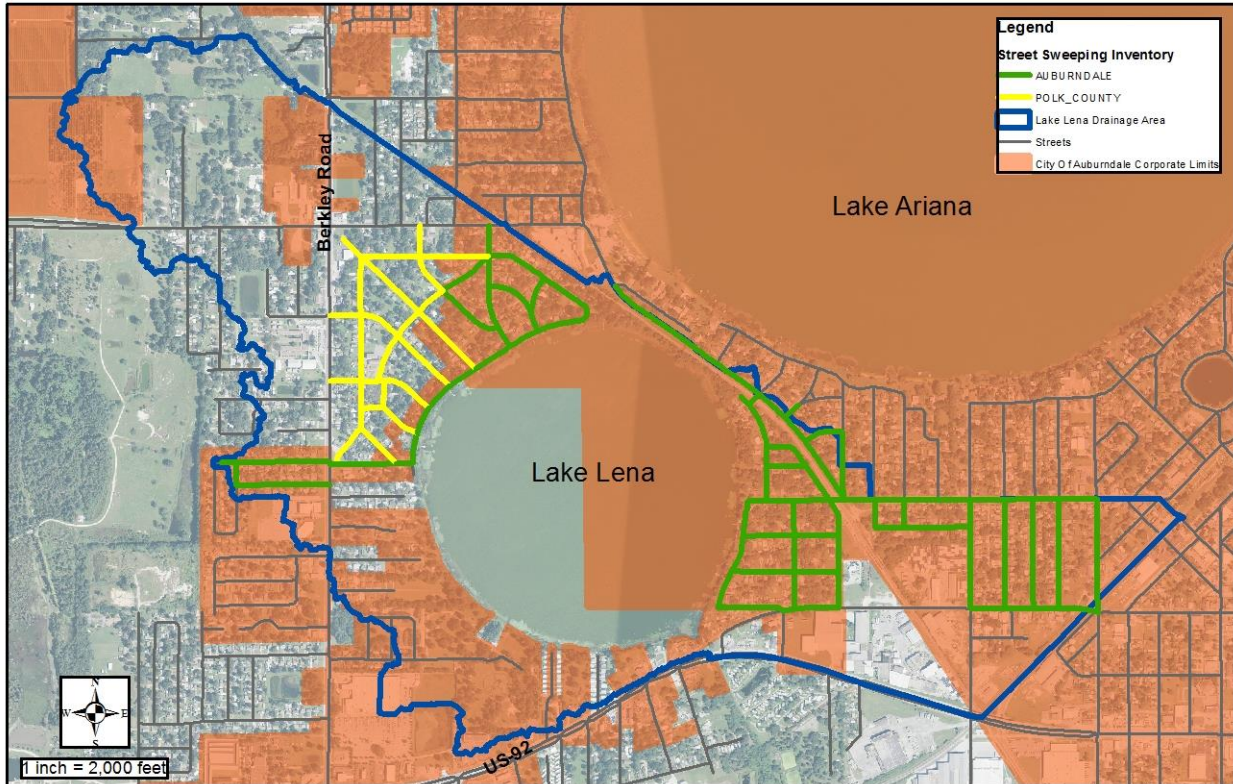 Legend
Street Sweeping Inventory
AUBURNDALE
POLK_COUNTY
Lake Lena Drainage Area
Streets
City Of Auburndale Corporate Limits
Berkley Road
Lake Ariana
Lake Lena
US-92
N
W E
S
1 inch = 2,000 feet